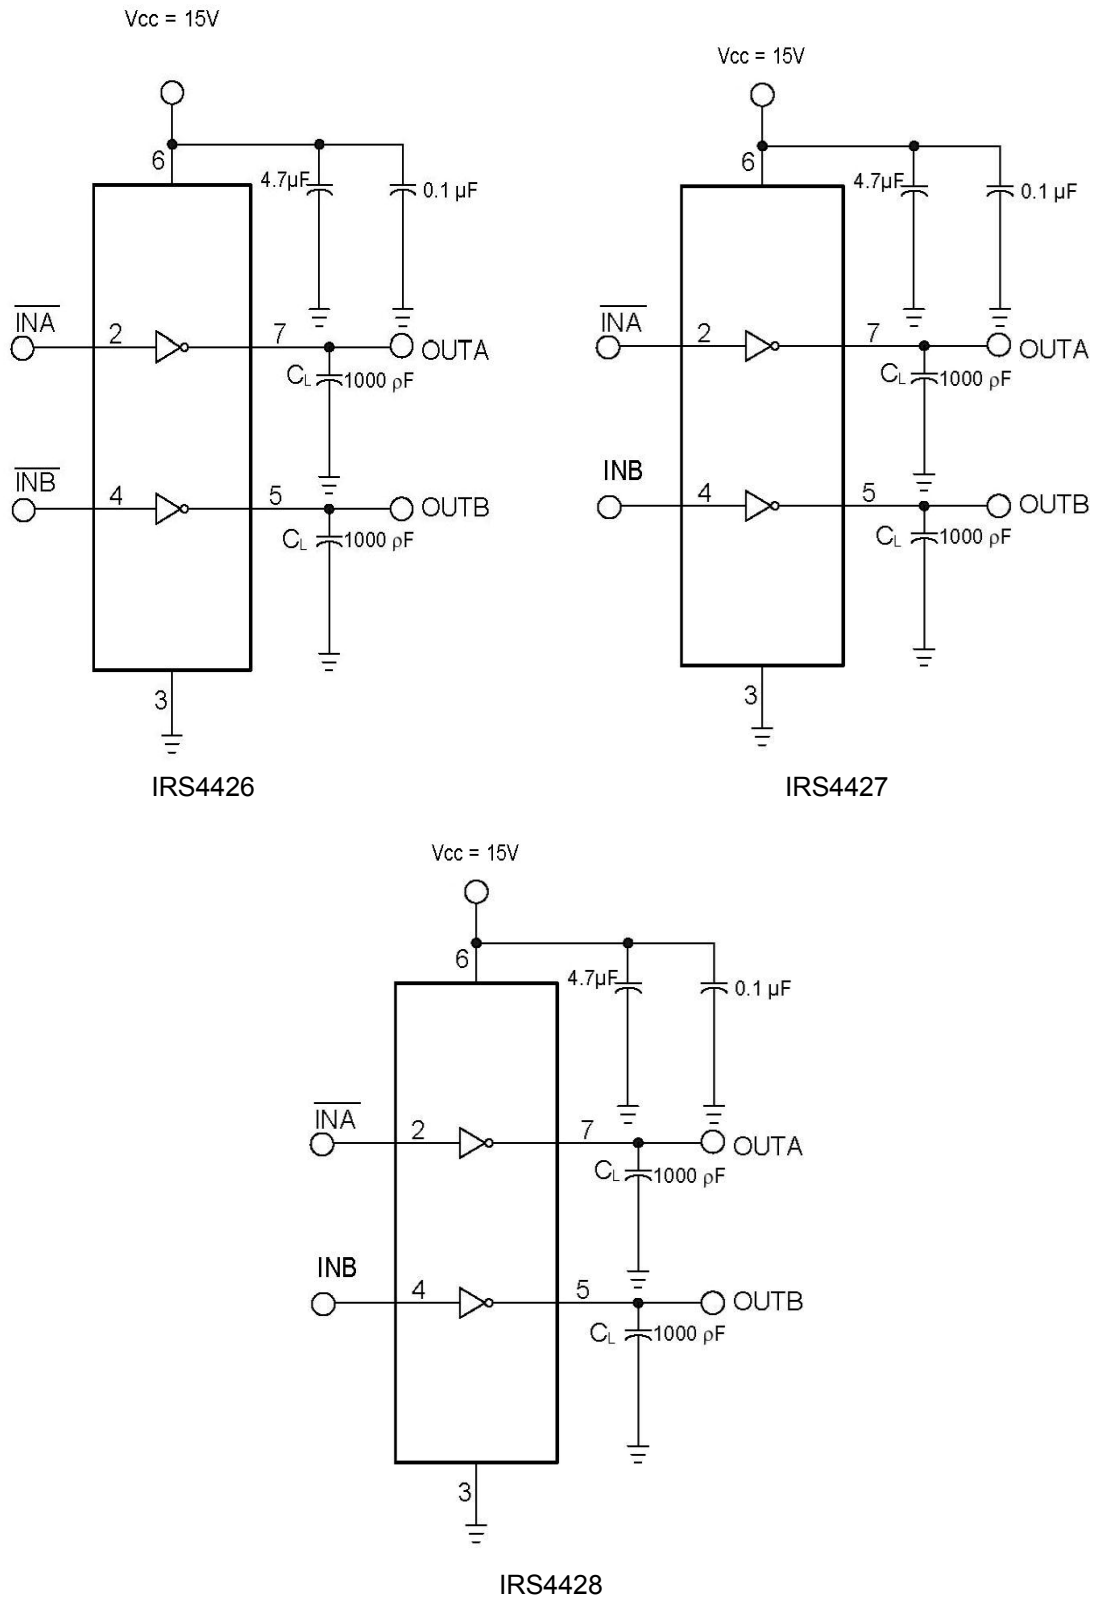 Vcc = 15V
6
4.7µF
0.1 µF
INA
2
7
OUTA
CL
1000 ρF
INB
4
5
OUTB
CL
1000 ρF
3
IRS4426
Vcc = 15V
6
4.7µF
0.1 µF
INA
2
7
OUTA
CL
1000 ρF
INB
4
5
OUTB
CL
1000 ρF
3
IRS4427
Vcc = 15V
6
4.7µF
0.1 µF
INA
2
7
OUTA
CL
1000 ρF
INB
4
5
OUTB
CL
1000 ρF
3
IRS4428